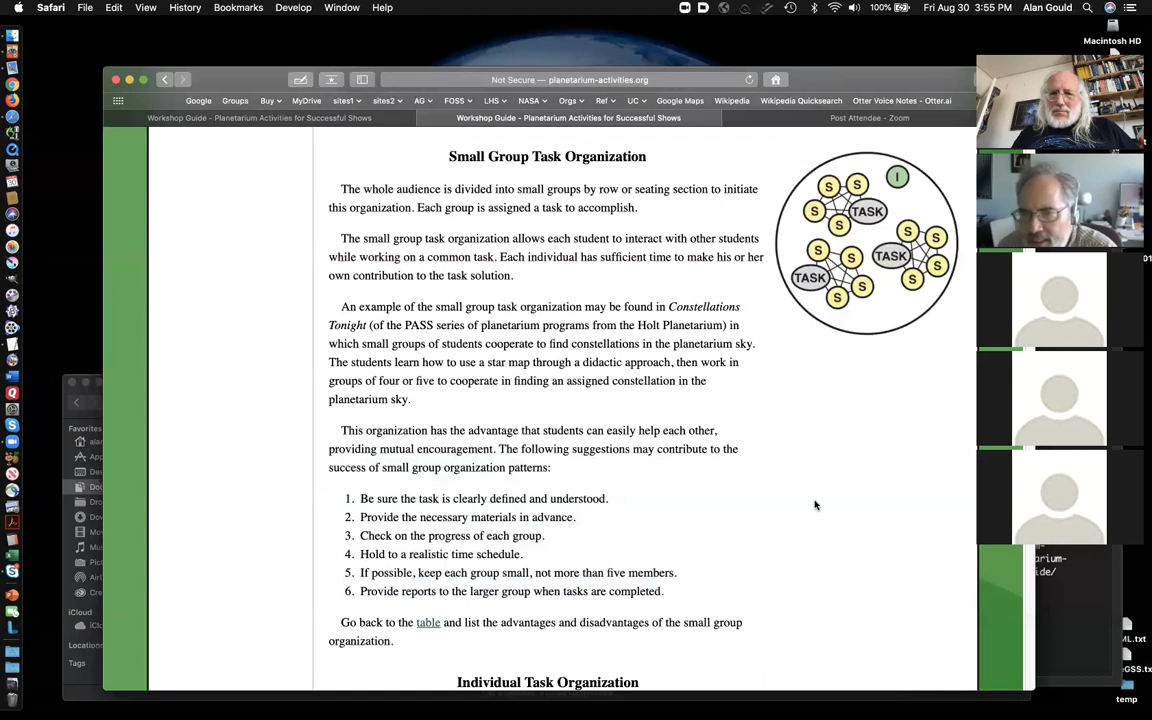 Safari File Edit View History Bookmarks Develop Window Help 100% Fri Aug 30 3:55 PM Alan Gould
Macintosh HD
Not Secure — planetarium-activities.org
Google Groups Buy MyDrive sites1 sites2 AG FOSS LHS NASA Orgs Ref UC Google Maps Wikipedia Wikipedia Quicksearch Otter Voice Notes - Otter.ai
Workshop Guide - Planetarium Activities for Successful Shows Workshop Guide - Planetarium Activities for Successful Shows Post Attendee - Zoom
Small Group Task Organization
The whole audience is divided into small groups by row or seating section to initiate
this organization. Each group is assigned a task to accomplish.
The small group task organization allows each student to interact with other students
while working on a common task. Each individual has sufficient time to make his or her
own contribution to the task solution.
An example of the small group task organization may be found in Constellations
Tonight (of the PASS series of planetarium programs from the Holt Planetarium) in
which small groups of students cooperate to find constellations in the planetarium sky.
The students learn how to use a star map through a didactic approach, then work in
groups of four or five to cooperate in finding an assigned constellation in the
planetarium sky.
This organization has the advantage that students can easily help each other,
providing mutual encouragement. The following suggestions may contribute to the
success of small group organization patterns:
1. Be sure the task is clearly defined and understood.
2. Provide the necessary materials in advance.
3. Check on the progress of each group.
4. Hold to a realistic time schedule.
5. If possible, keep each group small, not more than five members.
6. Provide reports to the larger group when tasks are completed.
Go back to the table and list the advantages and disadvantages of the small group
organization.
Individual Task Organization
I
S S
S TASK
S
S S
S S
TASK
S S
TASK S
S S
Favorites
iCloud
Locations
Tags
ML.txt
eGSS.tx
temp